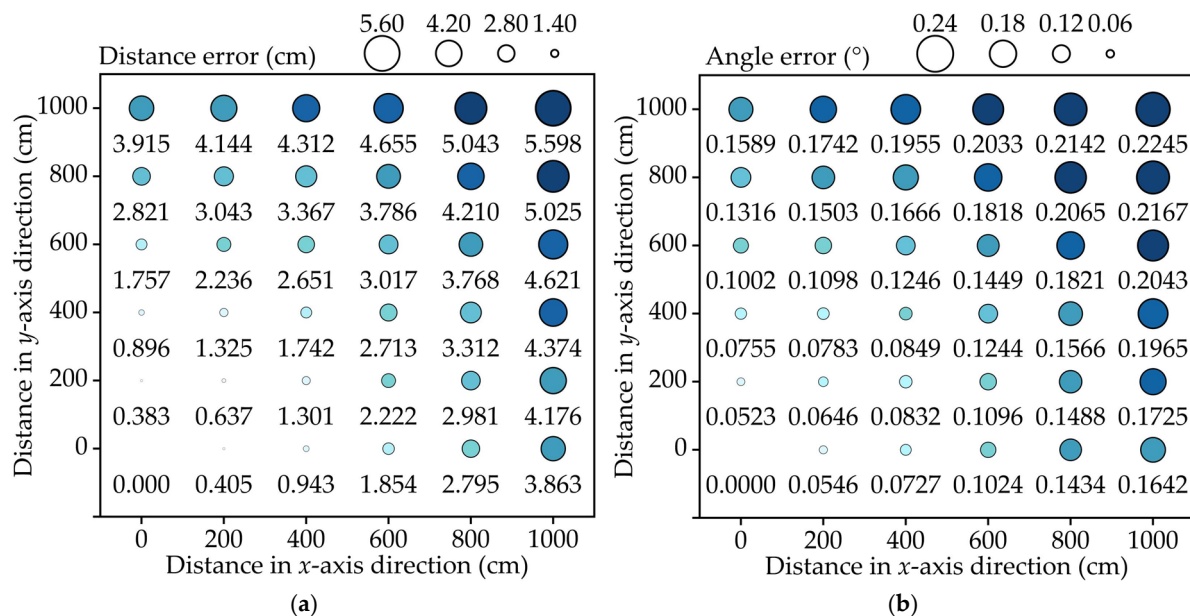 5.60 4.20 2.80 1.40
Distance error (cm)
1000
3.915 4.144 4.312 4.655 5.043 5.598
800
2.821 3.043 3.367 3.786 4.210 5.025
600
1.757 2.236 2.651 3.017 3.768 4.621
400
0.896 1.325 1.742 2.713 3.312 4.374
200
0.383 0.637 1.301 2.222 2.981 4.176
0
0.000 0.405 0.943 1.854 2.795 3.863
Distance in y-axis direction (cm)
0 200 400 600 800 1000
Distance in x-axis direction (cm)
(a)
0.24 0.18 0.12 0.06
Angle error (°)
1000
0.1589 0.1742 0.1955 0.2033 0.2142 0.2245
800
0.1316 0.1503 0.1666 0.1818 0.2065 0.2167
600
0.1002 0.1098 0.1246 0.1449 0.1821 0.2043
400
0.0755 0.0783 0.0849 0.1244 0.1566 0.1965
200
0.0523 0.0646 0.0832 0.1096 0.1488 0.1725
0
0.0000 0.0546 0.0727 0.1024 0.1434 0.1642
Distance in y-axis direction (cm)
0 200 400 600 800 1000
Distance in x-axis direction (cm)
(b)